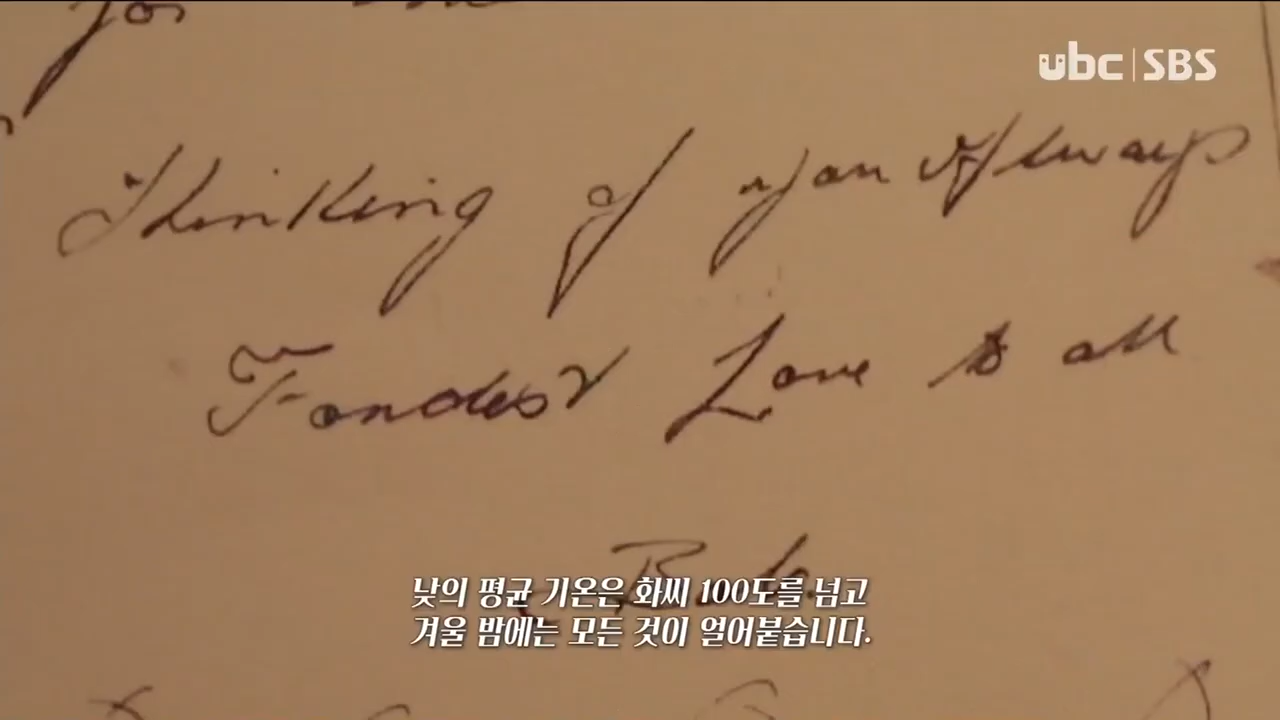 for
ubc SBS
Thinking of you Always
Fondest Love to all
Bob
낮의 평균 기온은 화씨 100도를 넘고
겨울 밤에는 모든 것이 얼어붙습니다.